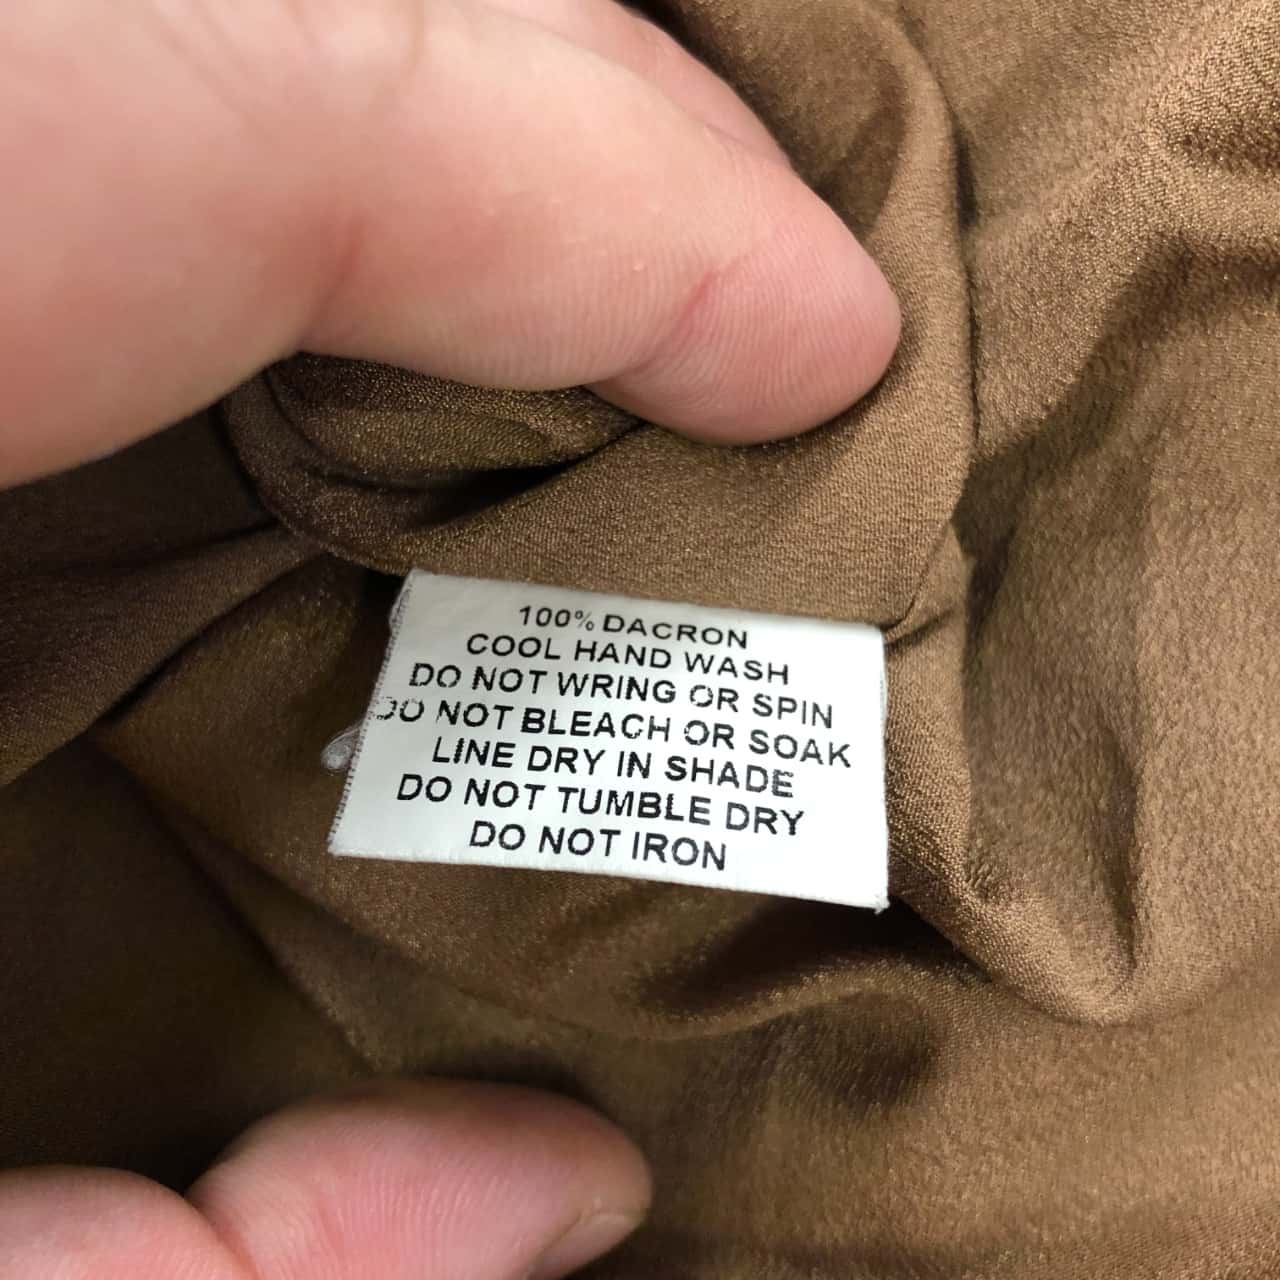 100% DACRON
COOL HAND WASH
DO NOT WRING OR SPIN
DO NOT BLEACH OR SOAK
LINE DRY IN SHADE
DO NOT TUMBLE DRY
DO NOT IRON